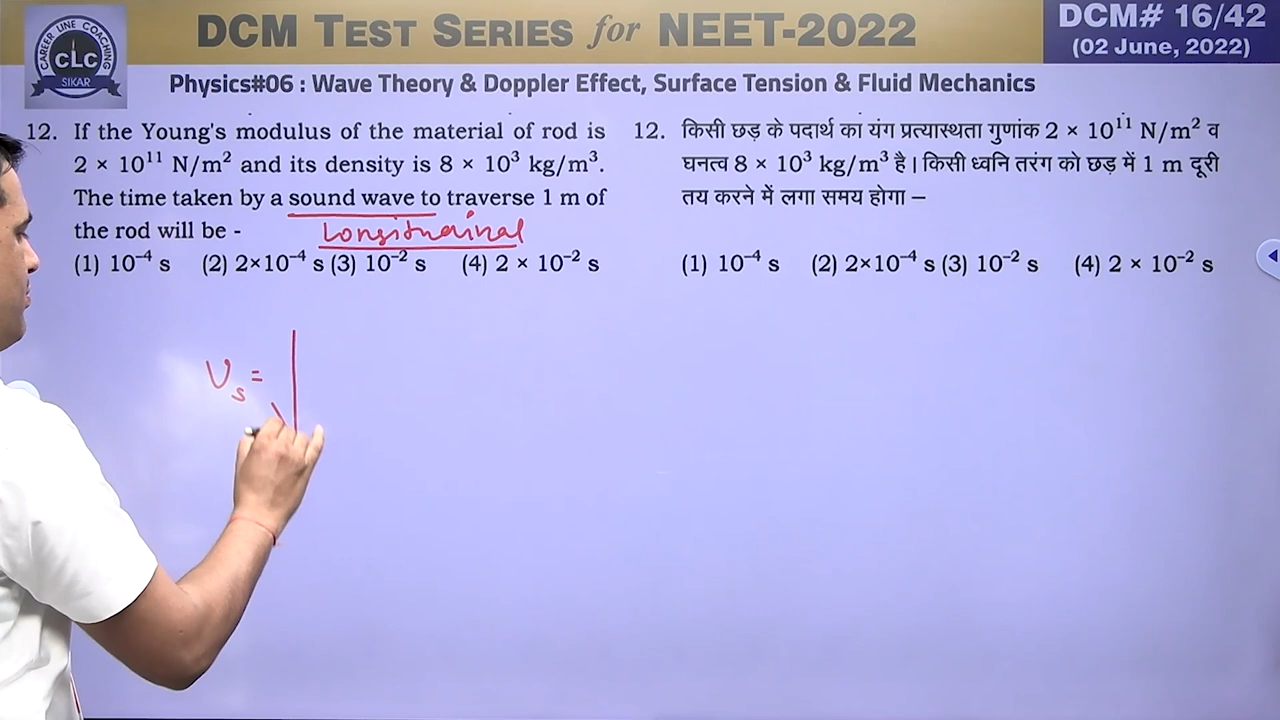 DCM TEST SERIES for NEET-2022
DCM# 16/42
(02 June, 2022)
CAREER LINE COACHING
CLC
SIKAR
Physics#06 : Wave Theory & Doppler Effect, Surface Tension & Fluid Mechanics
12. If the Young's modulus of the material of rod is
2 × 10¹¹ N/m² and its density is 8 × 10³ kg/m³.
The time taken by a sound wave to traverse 1 m of
the rod will be -
Longitudinal
(1) 10⁻⁴ s (2) 2×10⁻⁴ s (3) 10⁻² s (4) 2 × 10⁻² s
12. किसी छड़ के पदार्थ का यंग प्रत्यास्थता गुणांक 2 × 10¹¹ N/m² व
घनत्व 8 × 10³ kg/m³ है। किसी ध्वनि तरंग को छड़ में 1 m दूरी
तय करने में लगा समय होगा –
(1) 10⁻⁴ s (2) 2×10⁻⁴ s (3) 10⁻² s (4) 2 × 10⁻² s
Vs =